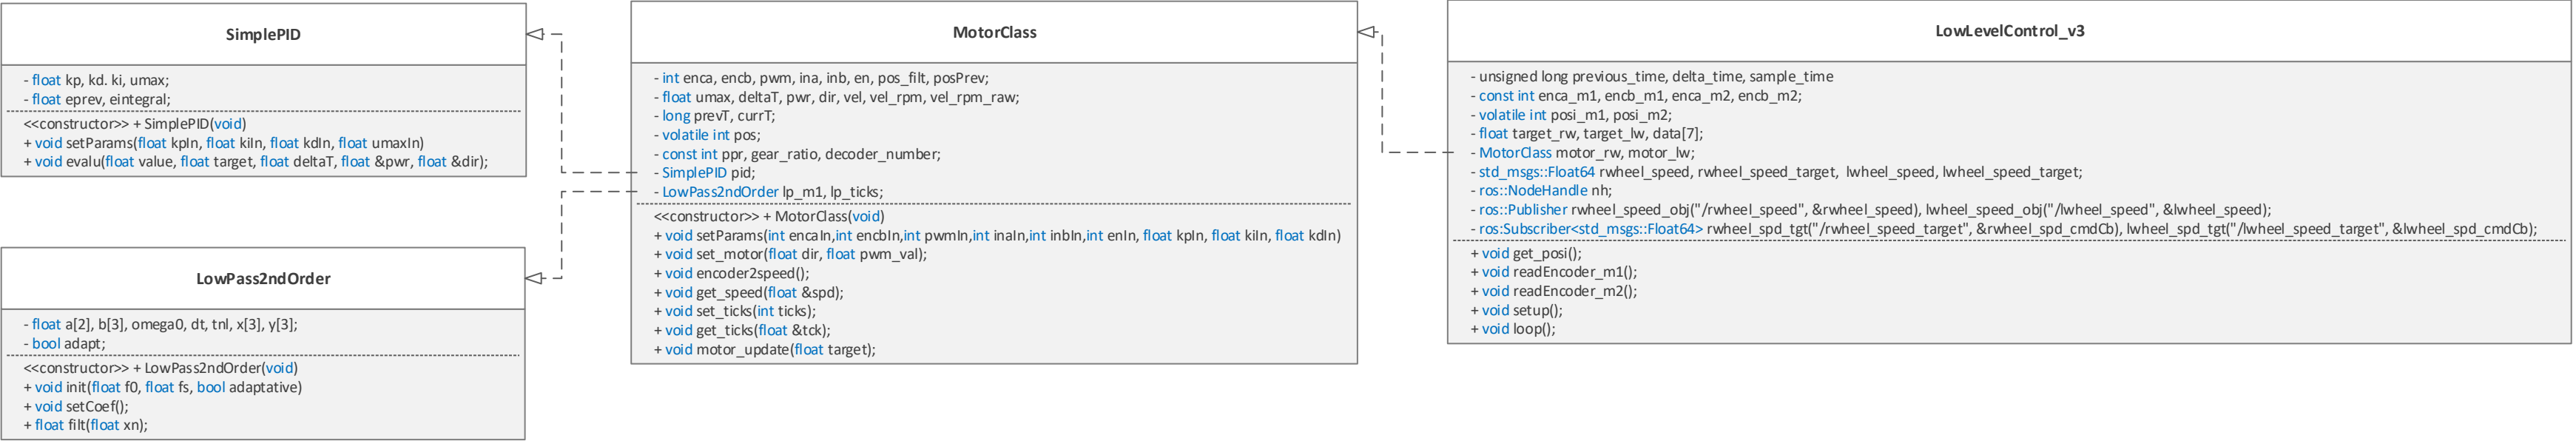 SimplePID
- float kp, kd. ki, umax;
- float eprev, eintegral;
<<constructor>> + SimplePID(void)
+ void setParams(float kpIn, float kiIn, float kdIn, float umaxIn)
+ void evalu(float value, float target, float deltaT, float &pwr, float &dir);
LowPass2ndOrder
- float a[2], b[3], omega0, dt, tnl, x[3], y[3];
- bool adapt;
<<constructor>> + LowPass2ndOrder(void)
+ void init(float f0, float fs, bool adaptative)
+ void setCoef();
+ float filt(float xn);
MotorClass
- int enca, encb, pwm, ina, inb, en, pos_filt, posPrev;
- float umax, deltaT, pwr, dir, vel, vel_rpm, vel_rpm_raw;
- long prevT, currT;
- volatile int pos;
- const int ppr, gear_ratio, decoder_number;
- SimplePID pid;
- LowPass2ndOrder lp_m1, lp_ticks;
<<constructor>> + MotorClass(void)
+ void setParams(int encaIn,int encbIn,int pwmIn,int inaIn,int inbIn,int enIn, float kpIn, float kiIn, float kdIn)
+ void set_motor(float dir, float pwm_val);
+ void encoder2speed();
+ void get_speed(float &spd);
+ void set_ticks(int ticks);
+ void get_ticks(float &tck);
+ void motor_update(float target);
LowLevelControl_v3
- unsigned long previous_time, delta_time, sample_time
- const int enca_m1, encb_m1, enca_m2, encb_m2;
- volatile int posi_m1, posi_m2;
- float target_rw, target_lw, data[7];
- MotorClass motor_rw, motor_lw;
- std_msgs::Float64 rwheel_speed, rwheel_speed_target, lwheel_speed, lwheel_speed_target;
- ros::NodeHandle nh;
- ros::Publisher rwheel_speed_obj("/rwheel_speed", &rwheel_speed), lwheel_speed_obj("/lwheel_speed", &lwheel_speed);
- ros:Subscriber<std_msgs::Float64> rwheel_spd_tgt("/rwheel_speed_target", &rwheel_spd_cmdCb), lwheel_spd_tgt("/lwheel_speed_target", &lwheel_spd_cmdCb);
+ void get_posi();
+ void readEncoder_m1();
+ void readEncoder_m2();
+ void setup();
+ void loop();